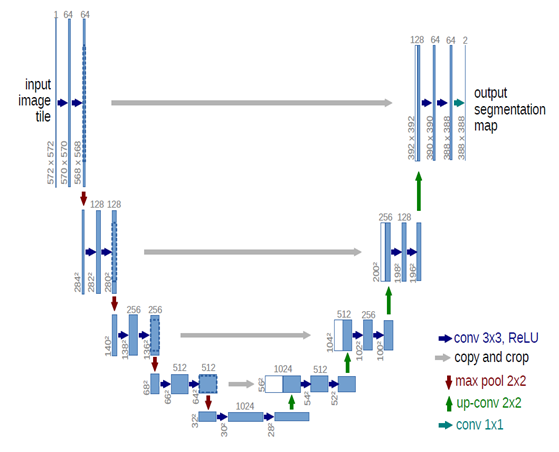 1 64 64
128 64 64 2
input
image
tile
output
segmentation
map
572 x 572
570 x 570
568 x 568
392 x 392
390 x 390
388 x 388
388 x 388
128 128
256 128
284²
282²
280²
200²
198²
196²
256 256
512 256
140²
138²
136²
104²
102²
100²
512 512
1024 512
68²
66²
64²
56²
54²
52²
1024
32²
30²
28²
conv 3x3, ReLU
copy and crop
max pool 2x2
up-conv 2x2
conv 1x1